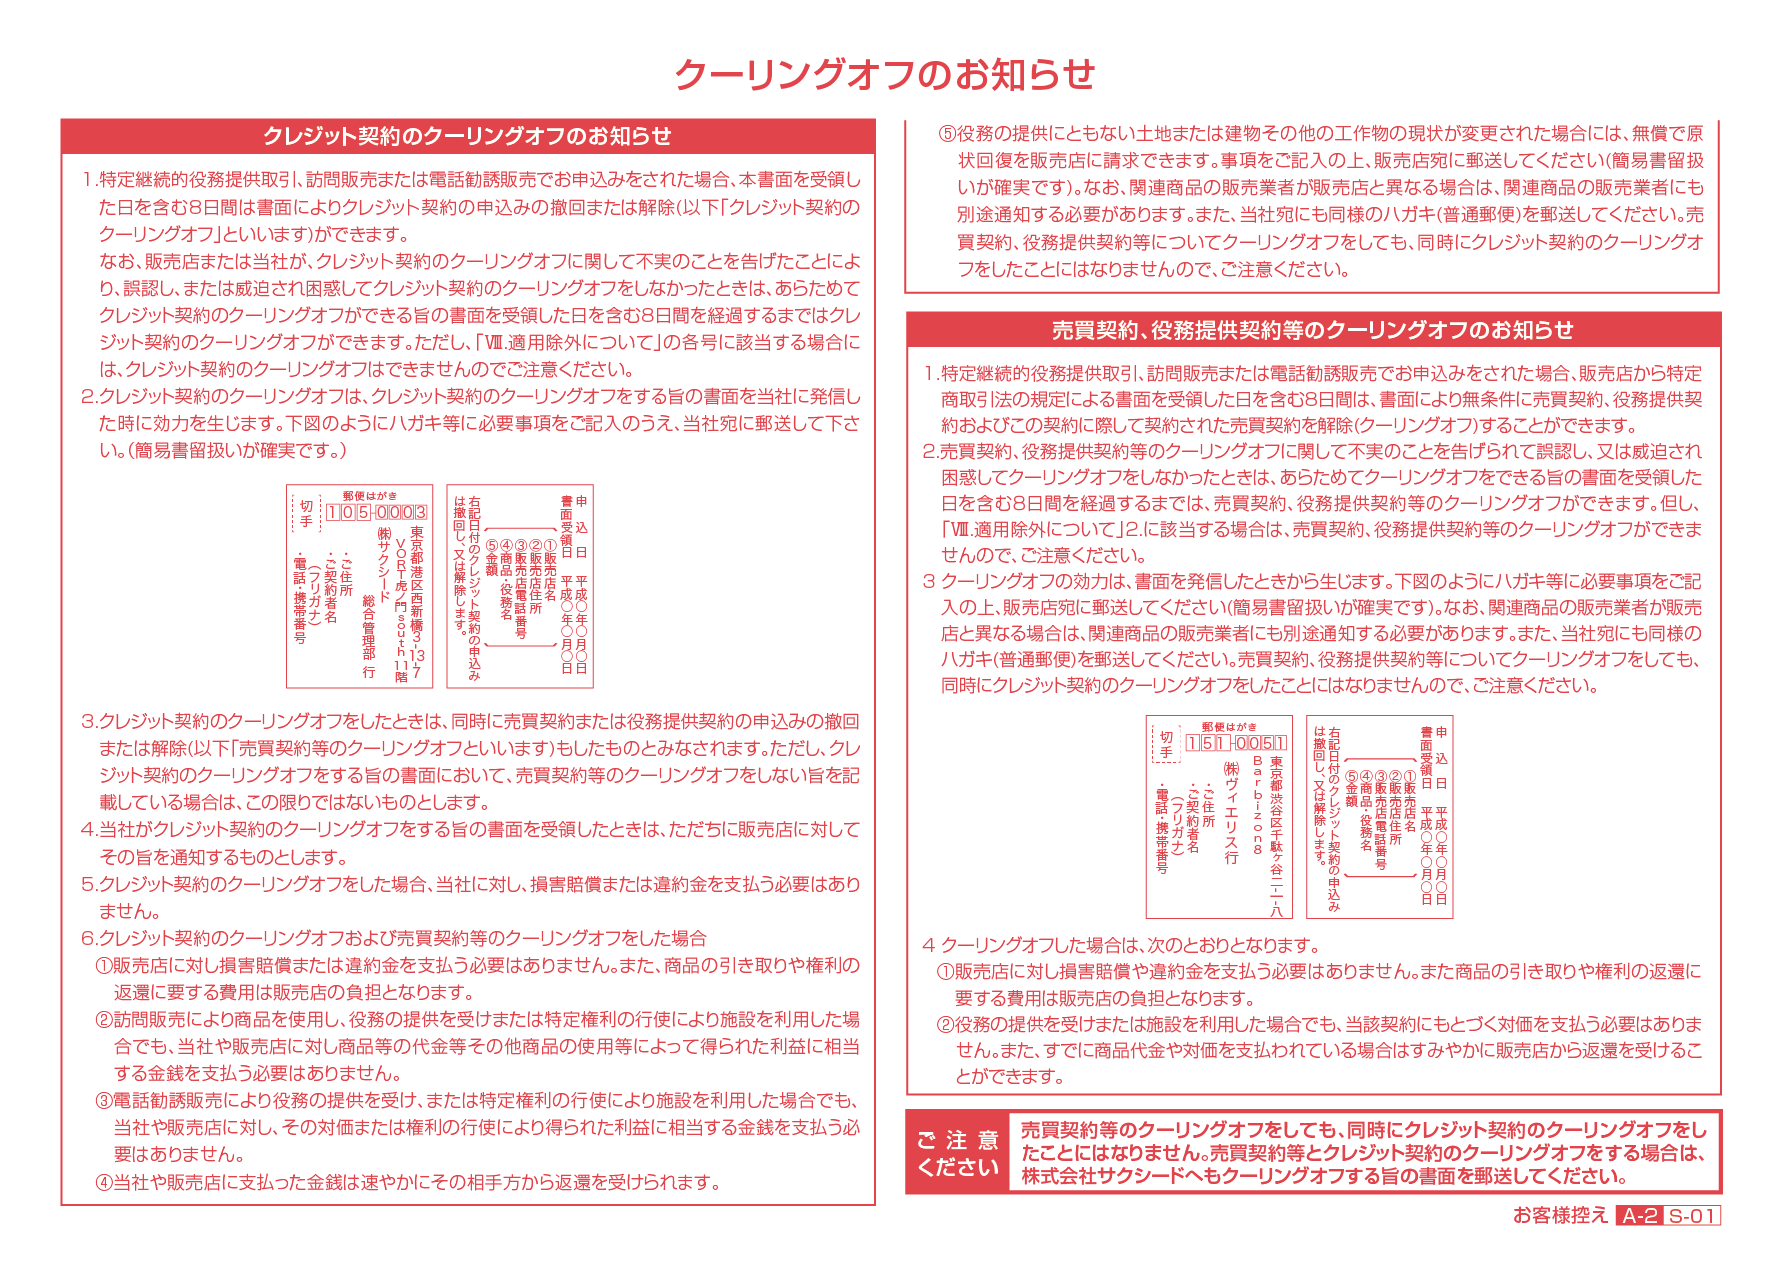 クーリングオフのお知らせ
クレジット契約のクーリングオフのお知らせ
1.特定継続的役務提供取引、訪問販売または電話勧誘販売でお申込みをされた場合、本書面を受領し
た日を含む8日間は書面によりクレジット契約の申込みの撤回または解除(以下「クレジット契約の
クーリングオフ」といいます)ができます。
なお、販売店または当社が、クレジット契約のクーリングオフに関して不実のことを告げたことによ
り、誤認し、または威迫され困惑してクレジット契約のクーリングオフをしなかったときは、あらためて
クレジット契約のクーリングオフができる旨の書面を受領した日を含む8日間を経過するまではクレ
ジット契約のクーリングオフができます。ただし、「Ⅶ.適用除外について」の各号に該当する場合に
は、クレジット契約のクーリングオフはできませんのでご注意ください。
2.クレジット契約のクーリングオフは、クレジット契約のクーリングオフをする旨の書面を当社に発信し
た時に効力を生じます。下図のようにハガキ等に必要事項をご記入のうえ、当社宛に郵送して下さ
い。(簡易書留扱いが確実です。)
郵便はがき
切手
105-0003
東京都港区西新橋3-13-7
VORT虎ノ門south11階
㈱サクシード
総合管理部 行
・ご住所
・ご契約者名
(フリガナ)
・電話・携帯番号
申込日 平成〇年〇月〇日
書面受領日 平成〇年〇月〇日
①販売店名
②販売店住所
③販売店電話番号
④商品・役務名
⑤金額
右記日付のクレジット契約の申込み
は撤回し、又は解除します。
3.クレジット契約のクーリングオフをしたときは、同時に売買契約または役務提供契約の申込みの撤回
または解除(以下「売買契約等のクーリングオフといいます)もしたものとみなされます。ただし、クレ
ジット契約のクーリングオフをする旨の書面において、売買契約等のクーリングオフをしない旨を記
載している場合は、この限りではないものとします。
4.当社がクレジット契約のクーリングオフをする旨の書面を受領したときは、ただちに販売店に対して
その旨を通知するものとします。
5.クレジット契約のクーリングオフをした場合、当社に対し、損害賠償または違約金を支払う必要はあり
ません。
6.クレジット契約のクーリングオフおよび売買契約等のクーリングオフをした場合
①販売店に対し損害賠償または違約金を支払う必要はありません。また、商品の引き取りや権利の
返還に要する費用は販売店の負担となります。
②訪問販売により商品を使用し、役務の提供を受けまたは特定権利の行使により施設を利用した場
合でも、当社や販売店に対し商品等の代金等その他商品の使用等によって得られた利益に相当
する金銭を支払う必要はありません。
③電話勧誘販売により役務の提供を受け、または特定権利の行使により施設を利用した場合でも、
当社や販売店に対し、その対価または権利の行使により得られた利益に相当する金銭を支払う必
要はありません。
④当社や販売店に支払った金銭は速やかにその相手方から返還を受けられます。
⑤役務の提供にともない土地または建物その他の工作物の現状が変更された場合には、無償で原
状回復を販売店に請求できます。事項をご記入の上、販売店宛に郵送してください(簡易書留扱
いが確実です)。なお、関連商品の販売業者が販売店と異なる場合は、関連商品の販売業者にも
別途通知する必要があります。また、当社宛にも同様のハガキ(普通郵便)を郵送してください。売
買契約、役務提供契約等についてクーリングオフをしても、同時にクレジット契約のクーリングオ
フをしたことにはなりませんので、ご注意ください。
売買契約、役務提供契約等のクーリングオフのお知らせ
1.特定継続的役務提供取引、訪問販売または電話勧誘販売でお申込みをされた場合、販売店から特定
商取引法の規定による書面を受領した日を含む8日間は、書面により無条件に売買契約、役務提供契
約およびこの契約に際して契約された売買契約を解除(クーリングオフ)することができます。
2.売買契約、役務提供契約等のクーリングオフに関して不実のことを告げられて誤認し、又は威迫され
困惑してクーリングオフをしなかったときは、あらためてクーリングオフをできる旨の書面を受領した
日を含む8日間を経過するまでは、売買契約、役務提供契約等のクーリングオフができます。但し、
「Ⅶ.適用除外について」2.に該当する場合は、売買契約、役務提供契約等のクーリングオフができま
せんので、ご注意ください。
3 クーリングオフの効力は、書面を発信したときから生じます。下図のようにハガキ等に必要事項をご記
入の上、販売店宛に郵送してください(簡易書留扱いが確実です)。なお、関連商品の販売業者が販売
店と異なる場合は、関連商品の販売業者にも別途通知する必要があります。また、当社宛にも同様の
ハガキ(普通郵便)を郵送してください。売買契約、役務提供契約等についてクーリングオフをしても、
同時にクレジット契約のクーリングオフをしたことにはなりませんので、ご注意ください。
郵便はがき
切手
151-0051
東京都渋谷区千駄ヶ谷二-一-八
Barbizon8
㈱ヴィエリス行
・ご住所
・ご契約者名
(フリガナ)
・電話・携帯番号
申込日 平成〇年〇月〇日
書面受領日 平成〇年〇月〇日
①販売店名
②販売店住所
③販売店電話番号
④商品・役務名
⑤金額
右記日付のクレジット契約の申込み
は撤回し、又は解除します。
4 クーリングオフした場合は、次のとおりとなります。
①販売店に対し損害賠償や違約金を支払う必要はありません。また商品の引き取りや権利の返還に
要する費用は販売店の負担となります。
②役務の提供を受けまたは施設を利用した場合でも、当該契約にもとづく対価を支払う必要はありま
せん。また、すでに商品代金や対価を支払われている場合はすみやかに販売店から返還を受けるこ
とができます。
ご注意
ください
売買契約等のクーリングオフをしても、同時にクレジット契約のクーリングオフをし
たことにはなりません。売買契約等とクレジット契約のクーリングオフをする場合は、
株式会社サクシードへもクーリングオフする旨の書面を郵送してください。
お客様控え A-2 S-01